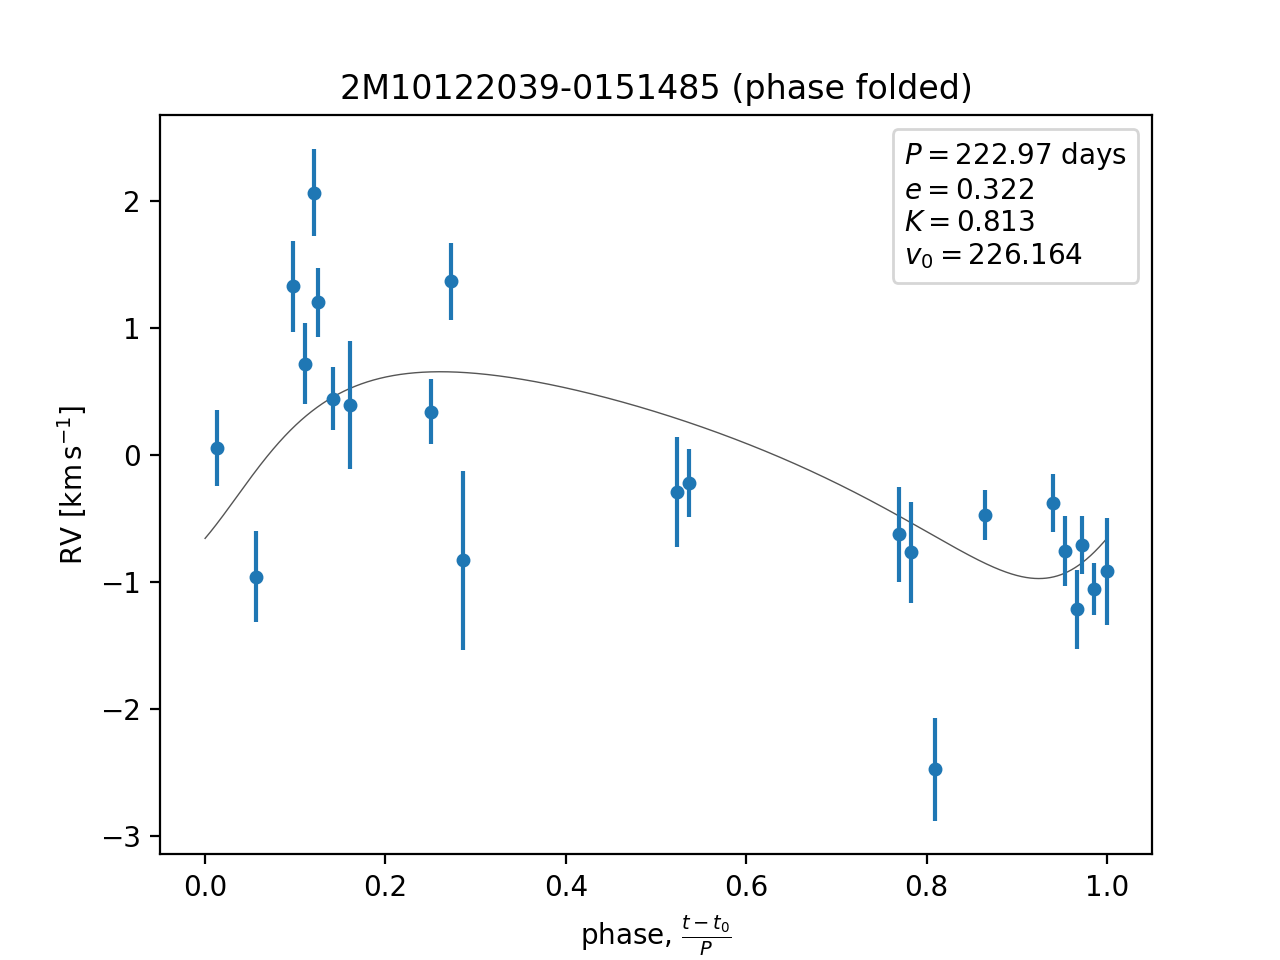 2M10122039-0151485 (phase folded)
P = 222.97 days
e = 0.322
K = 0.813
v₀ = 226.164
RV [km s⁻¹]
2
1
0
−1
−2
−3
0.0 0.2 0.4 0.6 0.8 1.0
phase, (t − t₀)/P